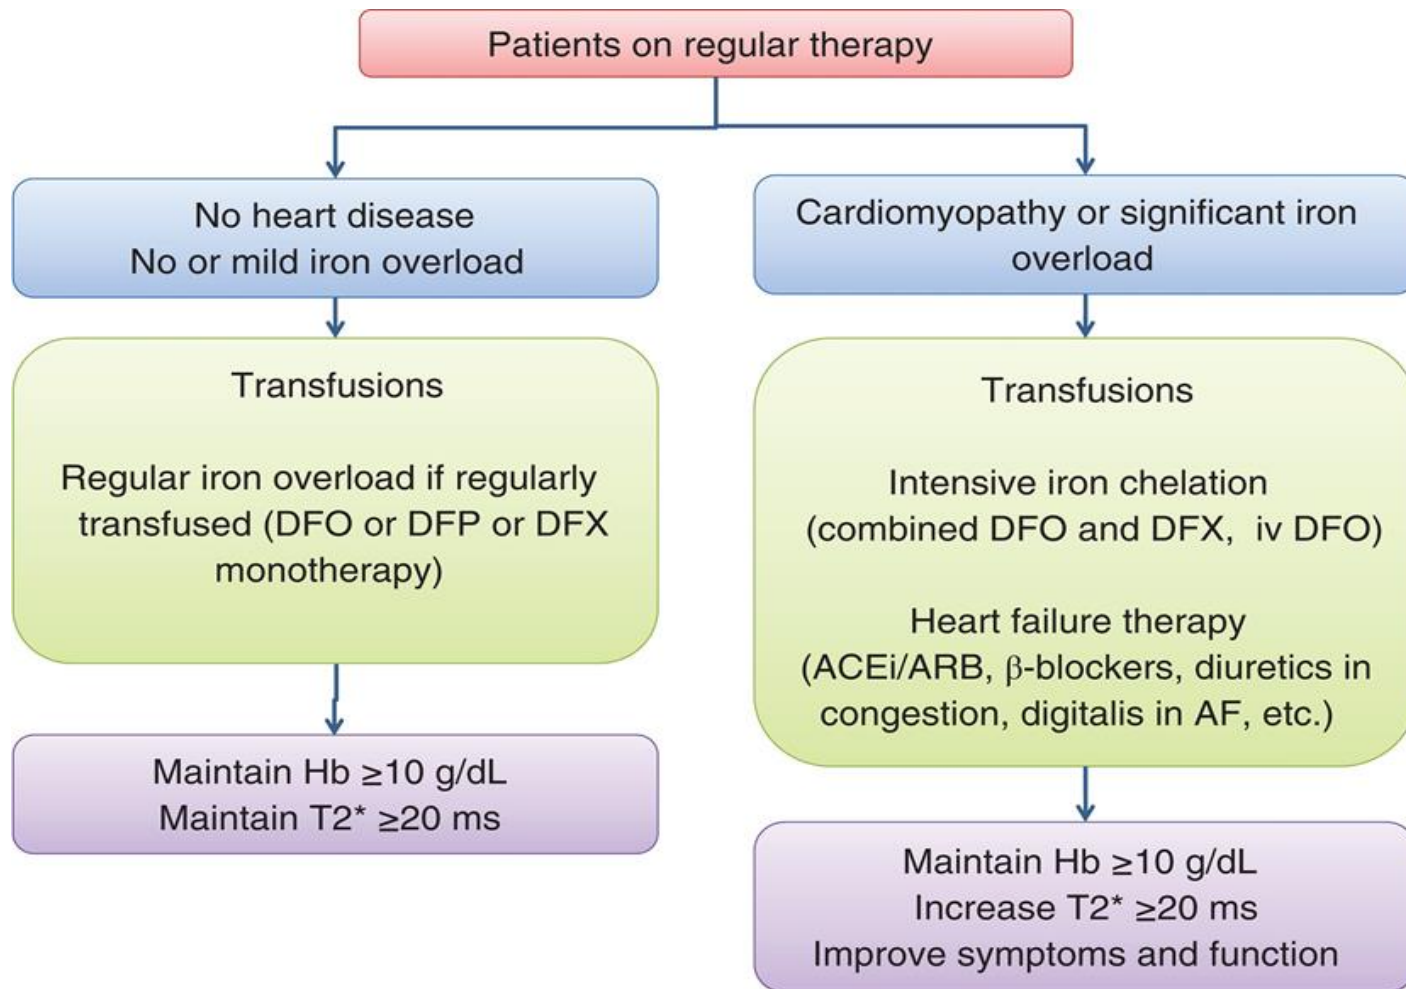 Patients on regular therapy
No heart disease
No or mild iron overload
Cardiomyopathy or significant iron
overload
Transfusions
Regular iron overload if regularly
transfused (DFO or DFP or DFX
monotherapy)
Transfusions
Intensive iron chelation
(combined DFO and DFX, iv DFO)
Heart failure therapy
(ACEi/ARB, β-blockers, diuretics in
congestion, digitalis in AF, etc.)
Maintain Hb ≥10 g/dL
Maintain T2* ≥20 ms
Maintain Hb ≥10 g/dL
Increase T2* ≥20 ms
Improve symptoms and function